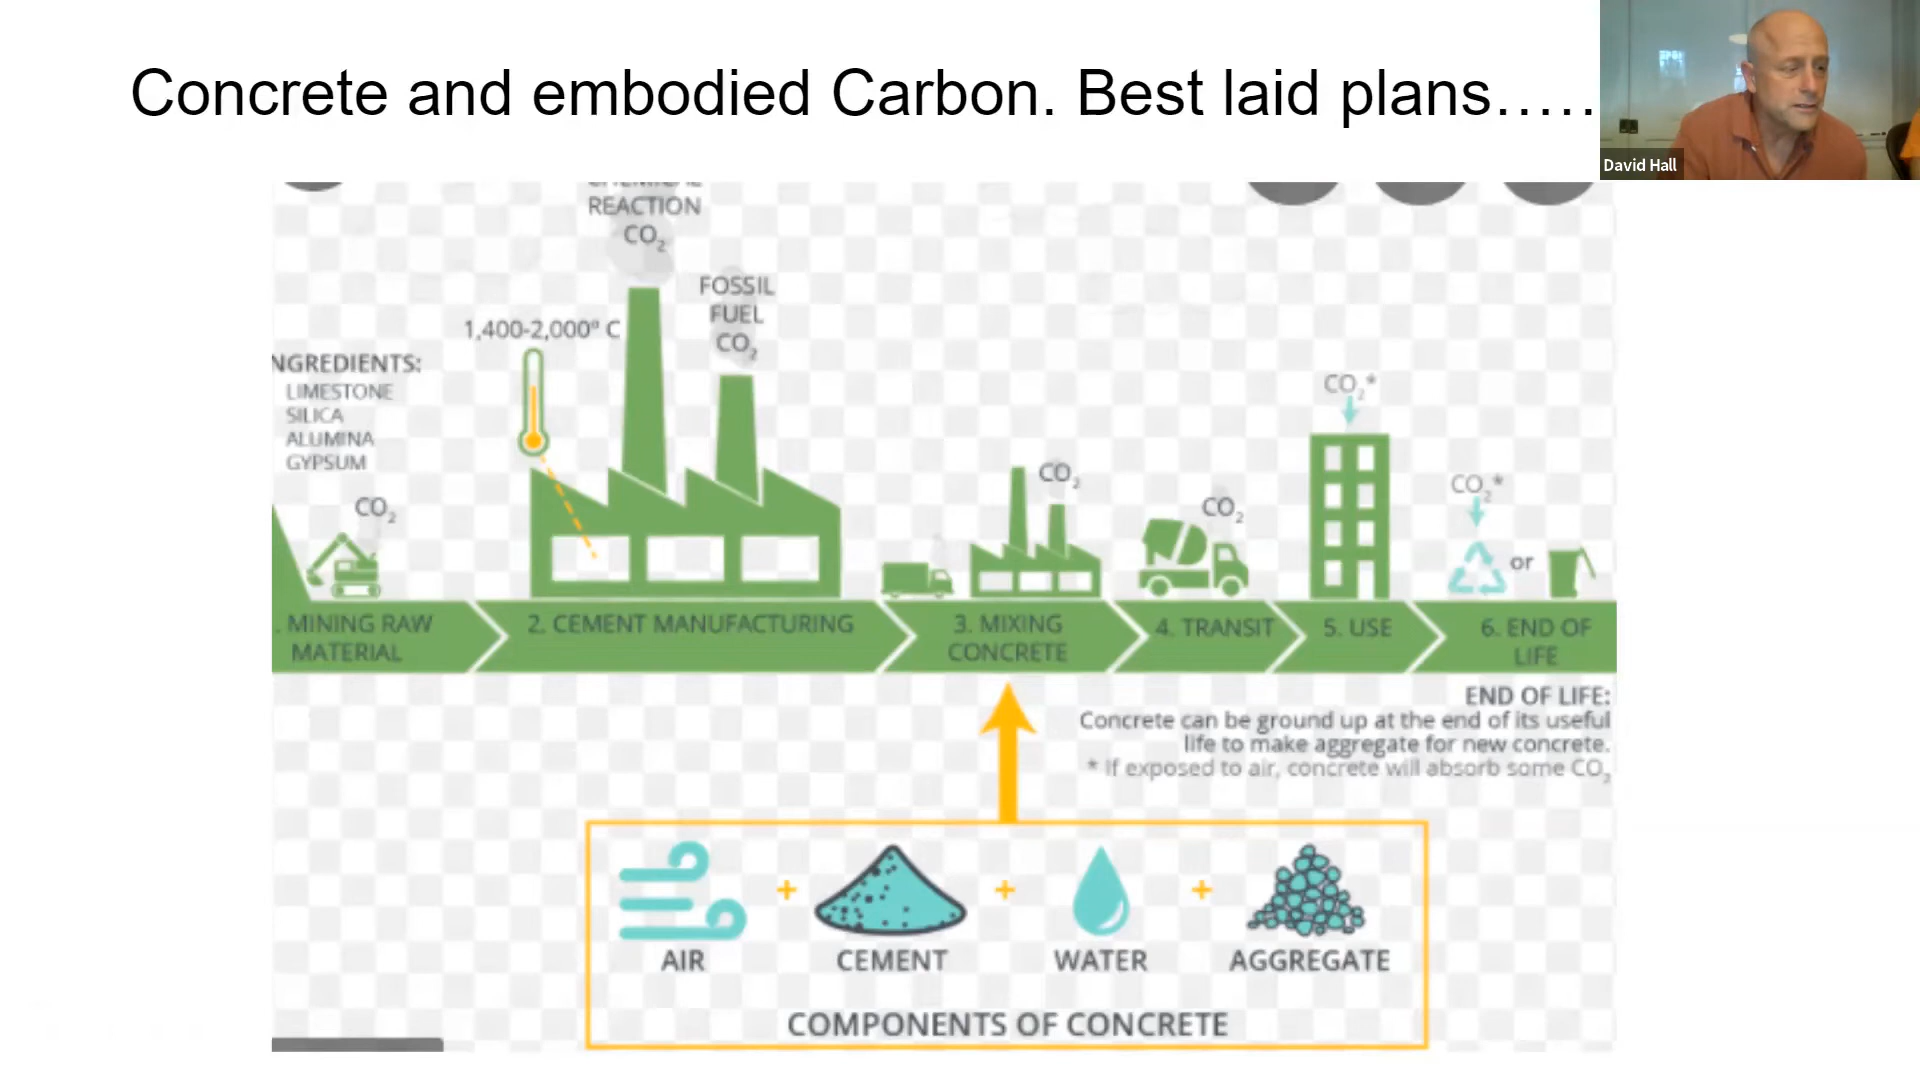 Concrete and embodied Carbon. Best laid plans.....
David Hall
CHEMICAL
REACTION
CO2
FOSSIL
FUEL
CO2
1,400-2,000º C
NGREDIENTS:
LIMESTONE
SILICA
ALUMINA
GYPSUM
CO2
CO2
CO2
CO2*
CO2*
or
. MINING RAW
MATERIAL
2. CEMENT MANUFACTURING
3. MIXING
CONCRETE
4. TRANSIT
5. USE
6. END OF
LIFE
END OF LIFE:
Concrete can be ground up at the end of its useful
life to make aggregate for new concrete.
* If exposed to air, concrete will absorb some CO2
+ + +
AIR CEMENT WATER AGGREGATE
COMPONENTS OF CONCRETE